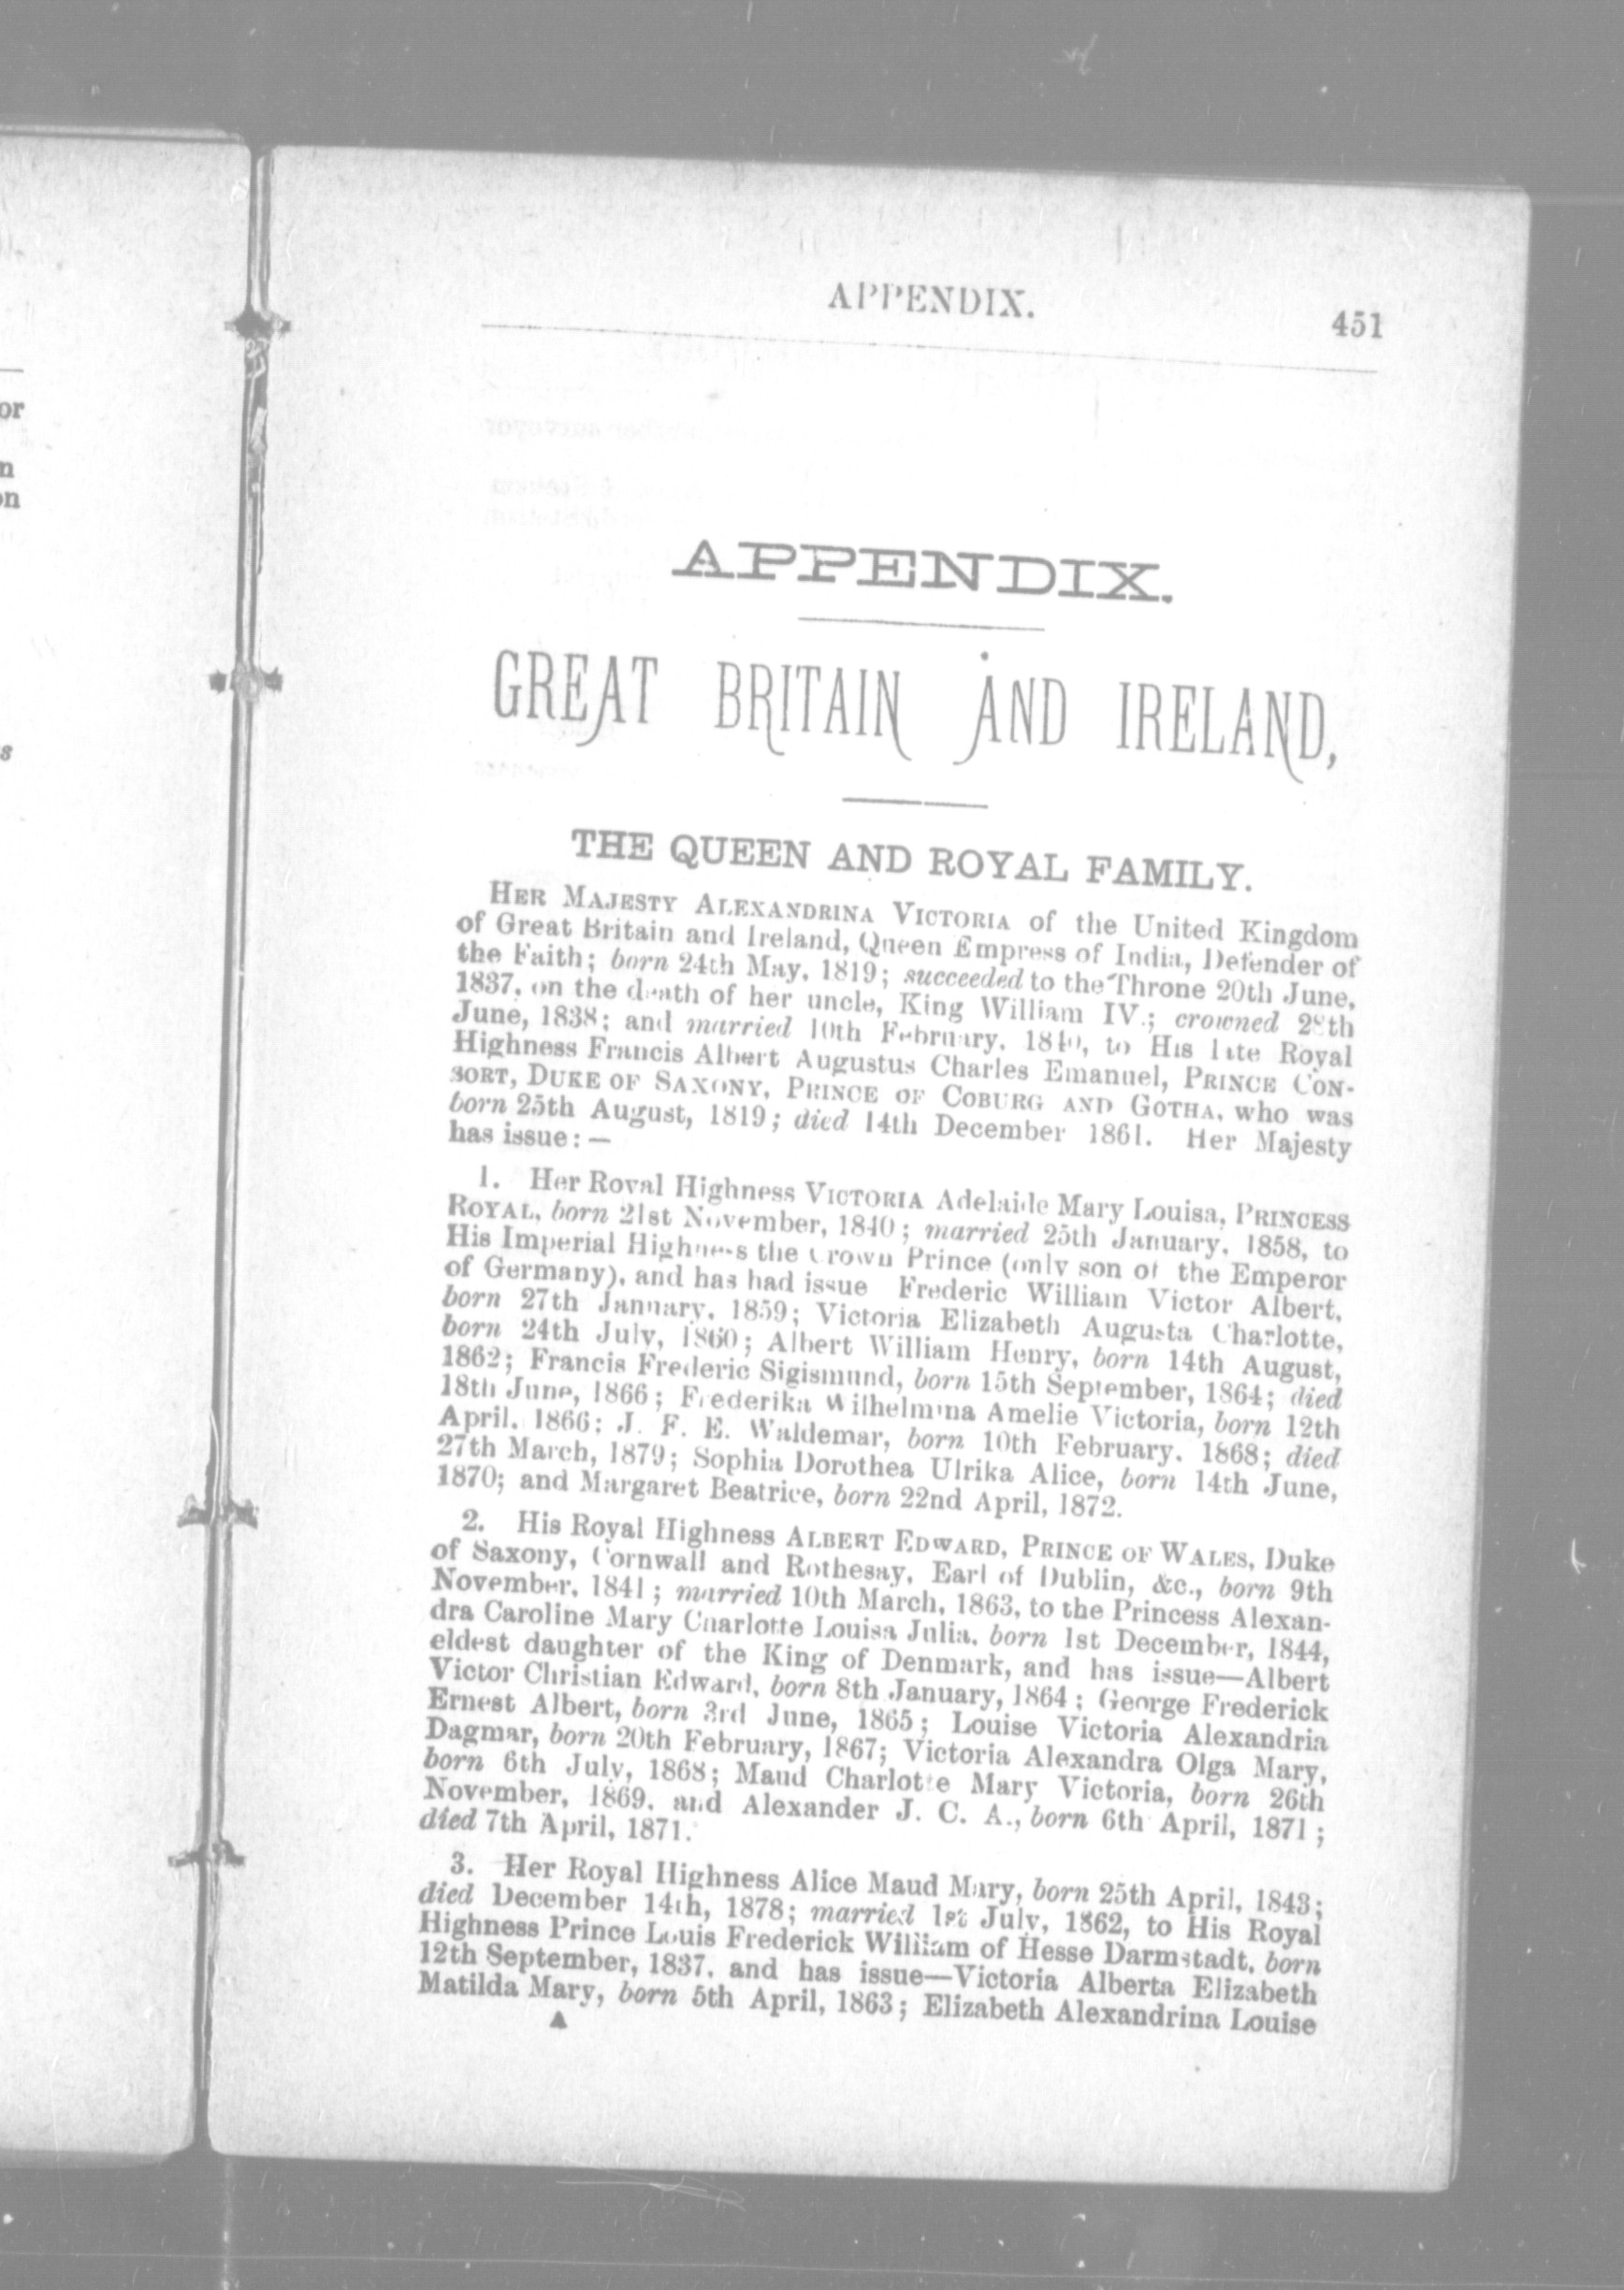 or
n
on
s
APPENDIX.
451
APPENDIX.
GREAT BRITAIN AND IRELAND,
THE QUEEN AND ROYAL FAMILY.
HER MAJESTY ALEXANDRINA VICTORIA of the United Kingdom
of Great Britain and Ireland, Queen Empress of India, Defender of
the Faith; born 24th May, 1819; succeeded to the Throne 20th June,
1837, on the death of her uncle, King William IV.; crowned 28th
June, 1838; and married 10th February, 1840, to His late Royal
Highness Francis Albert Augustus Charles Emanuel, PRINCE CON-
SORT, DUKE OF SAXONY, PRINCE OF COBURG AND GOTHA, who was
born 25th August, 1819; died 14th December 1861. Her Majesty
has issue:—
1. Her Royal Highness VICTORIA Adelaide Mary Louisa, PRINCESS
ROYAL, born 21st November, 1840; married 25th January, 1858, to
His Imperial Highness the Crown Prince (only son of the Emperor
of Germany), and has had issue Frederic William Victor Albert,
born 27th January, 1859; Victoria Elizabeth Augusta Charlotte,
born 24th July, 1860; Albert William Henry, born 14th August,
1862; Francis Frederic Sigismund, born 15th September, 1864; died
18th June, 1866; Frederika Wilhelmina Amelie Victoria, born 12th
April, 1866; J. F. E. Waldemar, born 10th February, 1868; died
27th March, 1879; Sophia Dorothea Ulrika Alice, born 14th June,
1870; and Margaret Beatrice, born 22nd April, 1872.
2. His Royal Highness ALBERT EDWARD, PRINCE OF WALES, Duke
of Saxony, Cornwall and Rothesay, Earl of Dublin, &c., born 9th
November, 1841; married 10th March, 1863, to the Princess Alexan-
dra Caroline Mary Charlotte Louisa Julia, born 1st December, 1844,
eldest daughter of the King of Denmark, and has issue—Albert
Victor Christian Edward, born 8th January, 1864; George Frederick
Ernest Albert, born 3rd June, 1865; Louise Victoria Alexandria
Dagmar, born 20th February, 1867; Victoria Alexandra Olga Mary,
born 6th July, 1868; Maud Charlotte Mary Victoria, born 26th
November, 1869, and Alexander J. C. A., born 6th April, 1871;
died 7th April, 1871.
3. Her Royal Highness Alice Maud Mary, born 25th April, 1843;
died December 14th, 1878; married 1st July, 1862, to His Royal
Highness Prince Louis Frederick William of Hesse Darmstadt, born
12th September, 1837, and has issue—Victoria Alberta Elizabeth
Matilda Mary, born 5th April, 1863; Elizabeth Alexandrina Louise
A